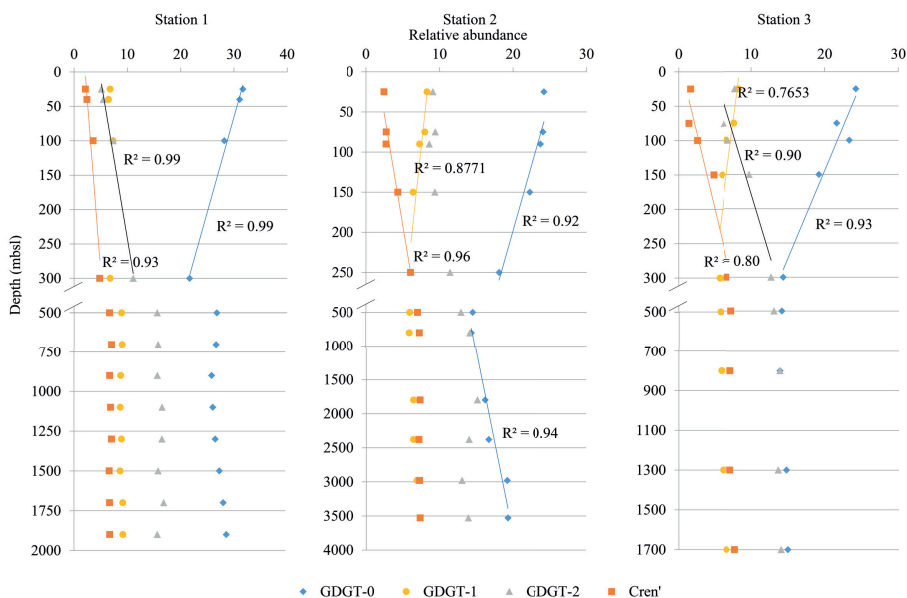 Station 1 Station 2 Station 3
Relative abundance
0 10 20 30 40 0 10 20 30 0 10 20 30
Depth (mbsl)
0
50
100
150
200
250
300
500
750
900
1100
1300
1500
1750
2000
R² = 0.99
R² = 0.99
R² = 0.93
0
50
90
150
200
250
500
1000
1500
2000
2500
3000
3500
4000
R² = 0.8771
R² = 0.92
R² = 0.96
R² = 0.94
0
50
100
150
200
250
300
500
700
900
1100
1300
1500
1700
R² = 0.7653
R² = 0.90
R² = 0.93
R² = 0.80
GDGT-0 GDGT-1 GDGT-2 Cren'